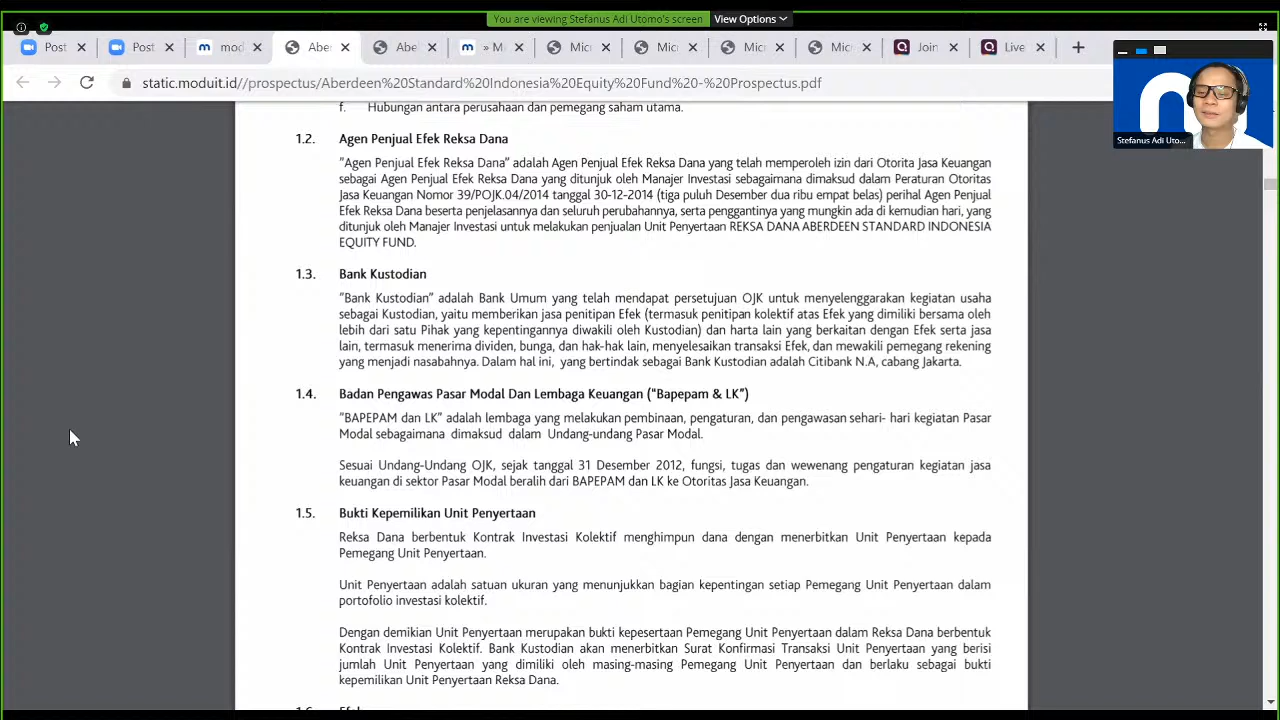 You are viewing Stefanus Adi Utomo's screen
View Options
Post
Post
mod
Abe
Abe
» M
Micr
Micr
Micr
Micr
Join
Live
static.moduit.id//prospectus/Aberdeen%20Standard%20Indonesia%20Equity%20Fund%20-%20Prospectus.pdf
Stefanus Adi Uto...
f. Hubungan antara perusahaan dan pemegang saham utama.
1.2. Agen Penjual Efek Reksa Dana
"Agen Penjual Efek Reksa Dana" adalah Agen Penjual Efek Reksa Dana yang telah memperoleh izin dari Otorita Jasa Keuangan
sebagai Agen Penjual Efek Reksa Dana yang ditunjuk oleh Manajer Investasi sebagaimana dimaksud dalam Peraturan Otoritas
Jasa Keuangan Nomor 39/POJK.04/2014 tanggal 30-12-2014 (tiga puluh Desember dua ribu empat belas) perihal Agen Penjual
Efek Reksa Dana beserta penjelasannya dan seluruh perubahannya, serta penggantinya yang mungkin ada di kemudian hari, yang
ditunjuk oleh Manajer Investasi untuk melakukan penjualan Unit Penyertaan REKSA DANA ABERDEEN STANDARD INDONESIA
EQUITY FUND.
1.3. Bank Kustodian
"Bank Kustodian" adalah Bank Umum yang telah mendapat persetujuan OJK untuk menyelenggarakan kegiatan usaha
sebagai Kustodian, yaitu memberikan jasa penitipan Efek (termasuk penitipan kolektif atas Efek yang dimiliki bersama oleh
lebih dari satu Pihak yang kepentingannya diwakili oleh Kustodian) dan harta lain yang berkaitan dengan Efek serta jasa
lain, termasuk menerima dividen, bunga, dan hak-hak lain, menyelesaikan transaksi Efek, dan mewakili pemegang rekening
yang menjadi nasabahnya. Dalam hal ini, yang bertindak sebagai Bank Kustodian adalah Citibank N.A, cabang Jakarta.
1.4. Badan Pengawas Pasar Modal Dan Lembaga Keuangan ("Bapepam & LK")
"BAPEPAM dan LK" adalah lembaga yang melakukan pembinaan, pengaturan, dan pengawasan sehari- hari kegiatan Pasar
Modal sebagaimana dimaksud dalam Undang-undang Pasar Modal.
Sesuai Undang-Undang OJK, sejak tanggal 31 Desember 2012, fungsi, tugas dan wewenang pengaturan kegiatan jasa
keuangan di sektor Pasar Modal beralih dari BAPEPAM dan LK ke Otoritas Jasa Keuangan.
1.5. Bukti Kepemilikan Unit Penyertaan
Reksa Dana berbentuk Kontrak Investasi Kolektif menghimpun dana dengan menerbitkan Unit Penyertaan kepada
Pemegang Unit Penyertaan.
Unit Penyertaan adalah satuan ukuran yang menunjukkan bagian kepentingan setiap Pemegang Unit Penyertaan dalam
portofolio investasi kolektif.
Dengan demikian Unit Penyertaan merupakan bukti kepesertaan Pemegang Unit Penyertaan dalam Reksa Dana berbentuk
Kontrak Investasi Kolektif. Bank Kustodian akan menerbitkan Surat Konfirmasi Transaksi Unit Penyertaan yang berisi
jumlah Unit Penyertaan yang dimiliki oleh masing-masing Pemegang Unit Penyertaan dan berlaku sebagai bukti
kepemilikan Unit Penyertaan Reksa Dana.